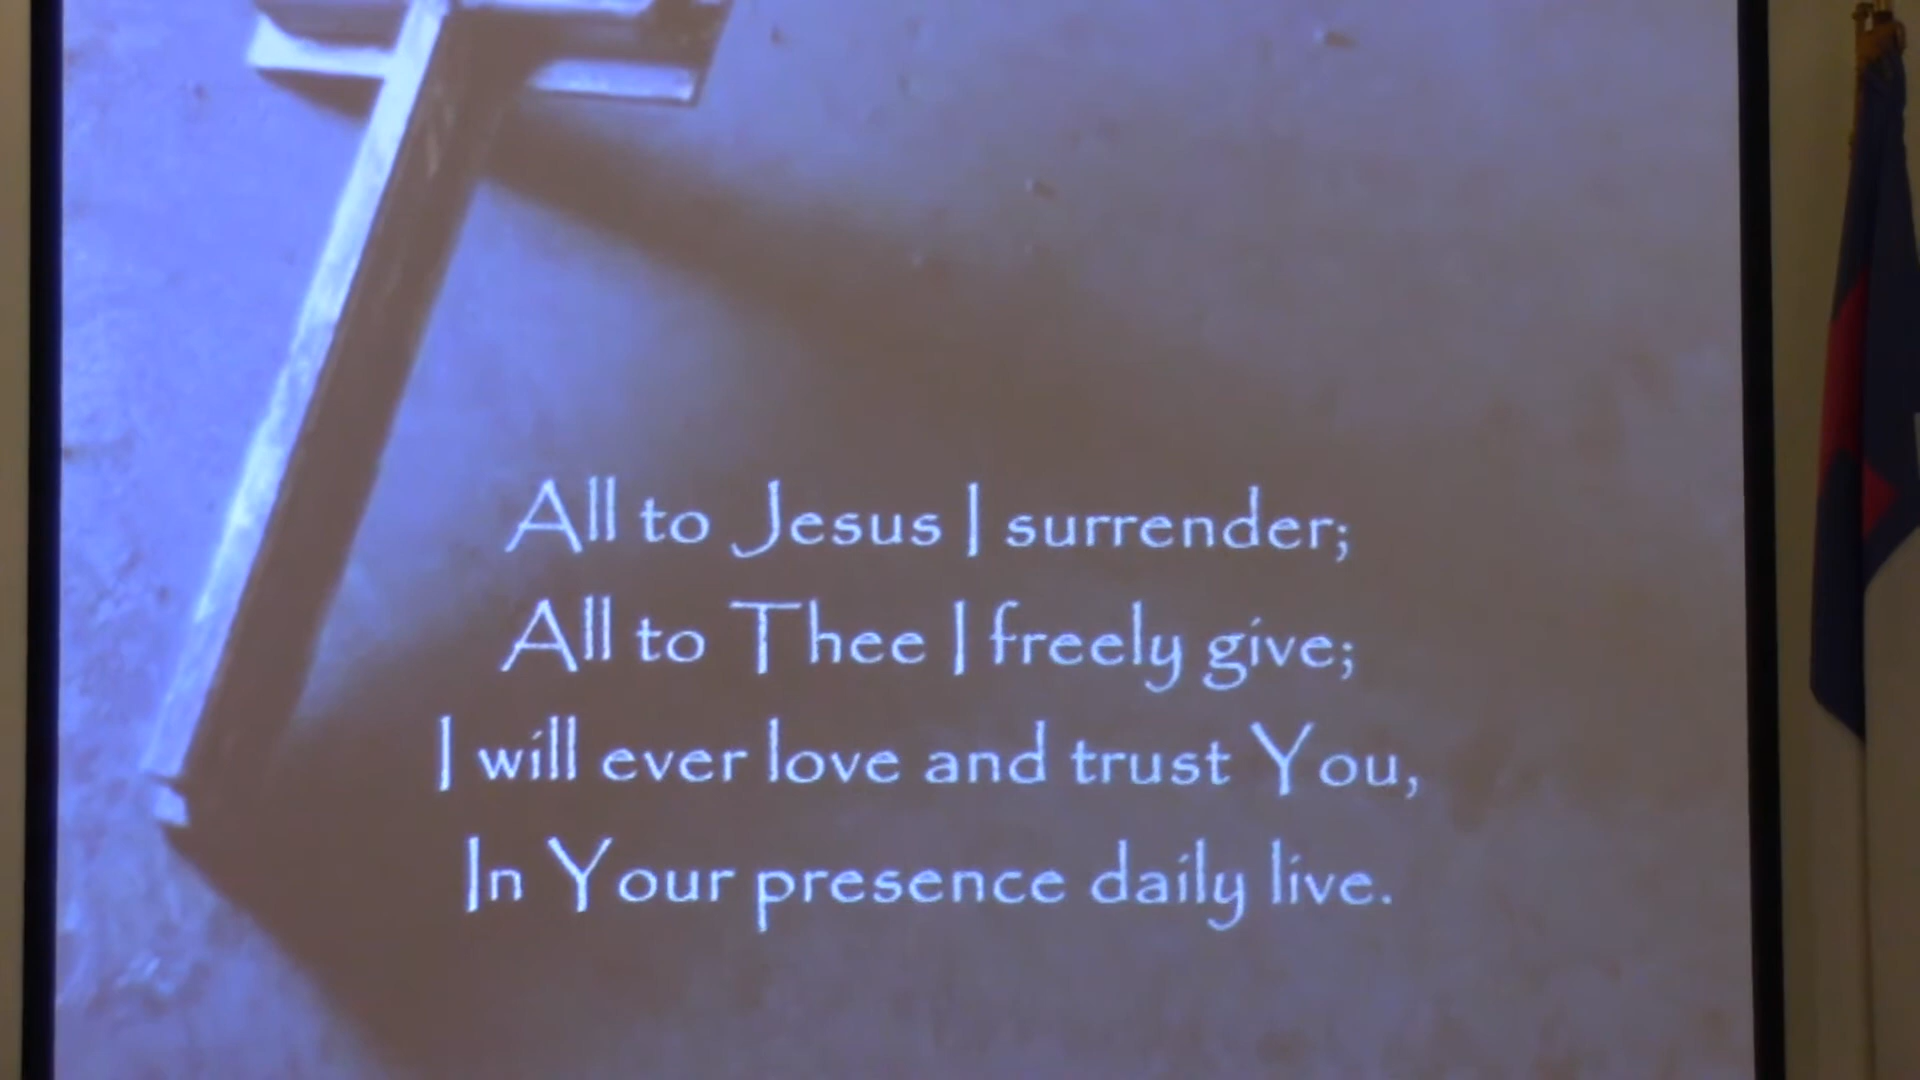 All to Jesus I surrender;
All to Thee I freely give;
I will ever love and trust You,
In Your presence daily live.